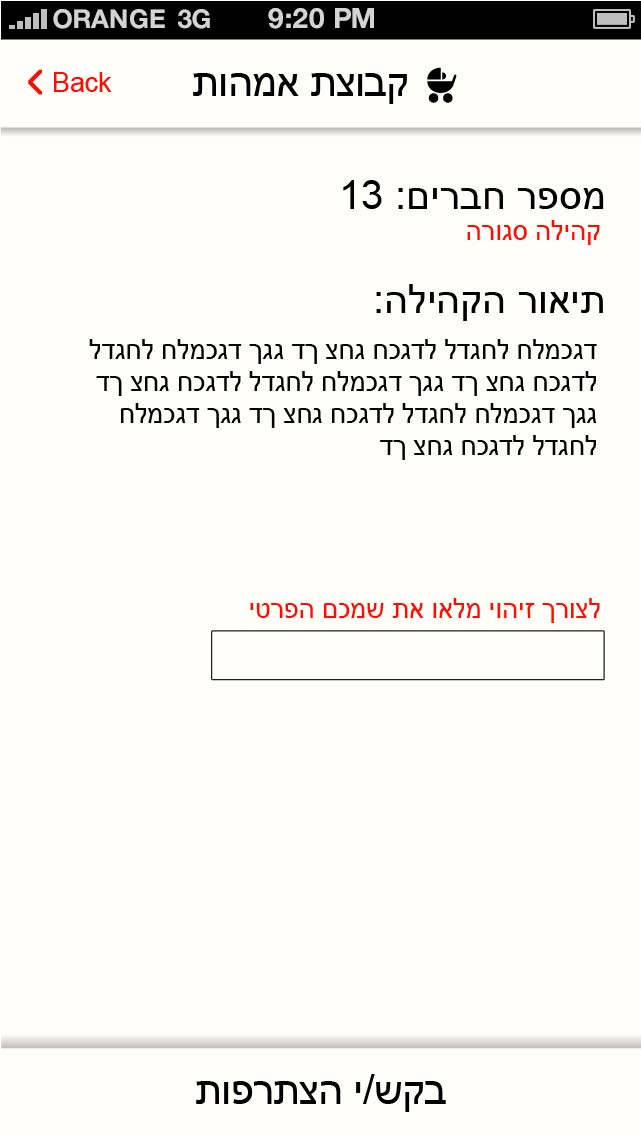 ORANGE 3G 9:20 PM
Back קבוצת אמהות
מספר חברים: 13
קהילה סגורה
תיאור הקהילה:
דגכמלח לחגדל לדגכח גחצ ךד גגך דגכמלח לחגדל
לדגכח גחצ ךד גגך דגכמלח לחגדל לדגכח גחצ ךד
גגך דגכמלח לחגדל לדגכח גחצ ךד גגך דגכמלח
לחגדל לדגכח גחצ ךד
לצורך זיהוי מלאו את שמכם הפרטי
בקש/י הצתרפות